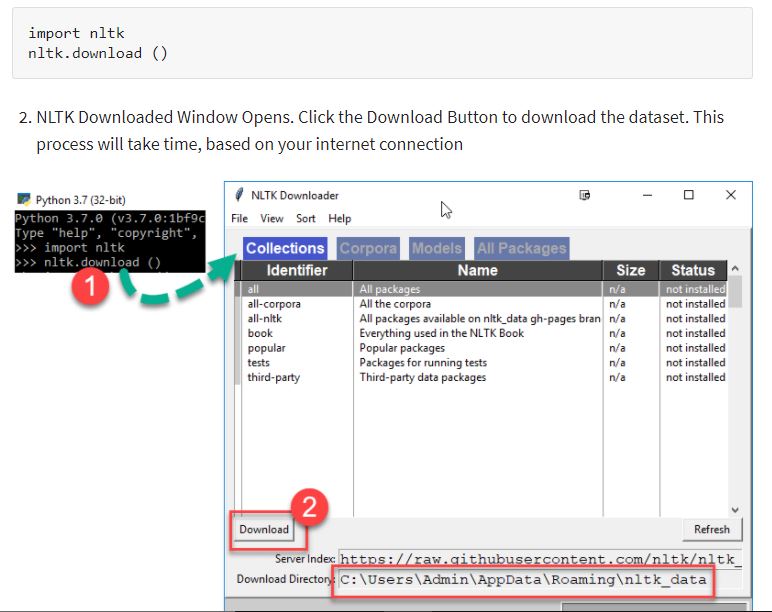 import nltk
nltk.download ()
2. NLTK Downloaded Window Opens. Click the Download Button to download the dataset. This
process will take time, based on your internet connection
Python 3.7 (32-bit)
Python 3.7.0 (v3.7.0:1bf9c
Type "help", "copyright",
>>> import nltk
>>> nltk.download ()
1
NLTK Downloader
File View Sort Help
Collections Corpora Models All Packages
Identifier Name Size Status
all All packages n/a not installed
all-corpora All the corpora n/a not installed
all-nltk All packages available on nltk_data gh-pages bran n/a not installed
book Everything used in the NLTK Book n/a not installed
popular Popular packages n/a not installed
tests Packages for running tests n/a not installed
third-party Third-party data packages n/a not installed
2
Download Refresh
Server Index: https://raw.githubusercontent.com/nltk/nltk_
Download Directory: C:\Users\Admin\AppData\Roaming\nltk_data